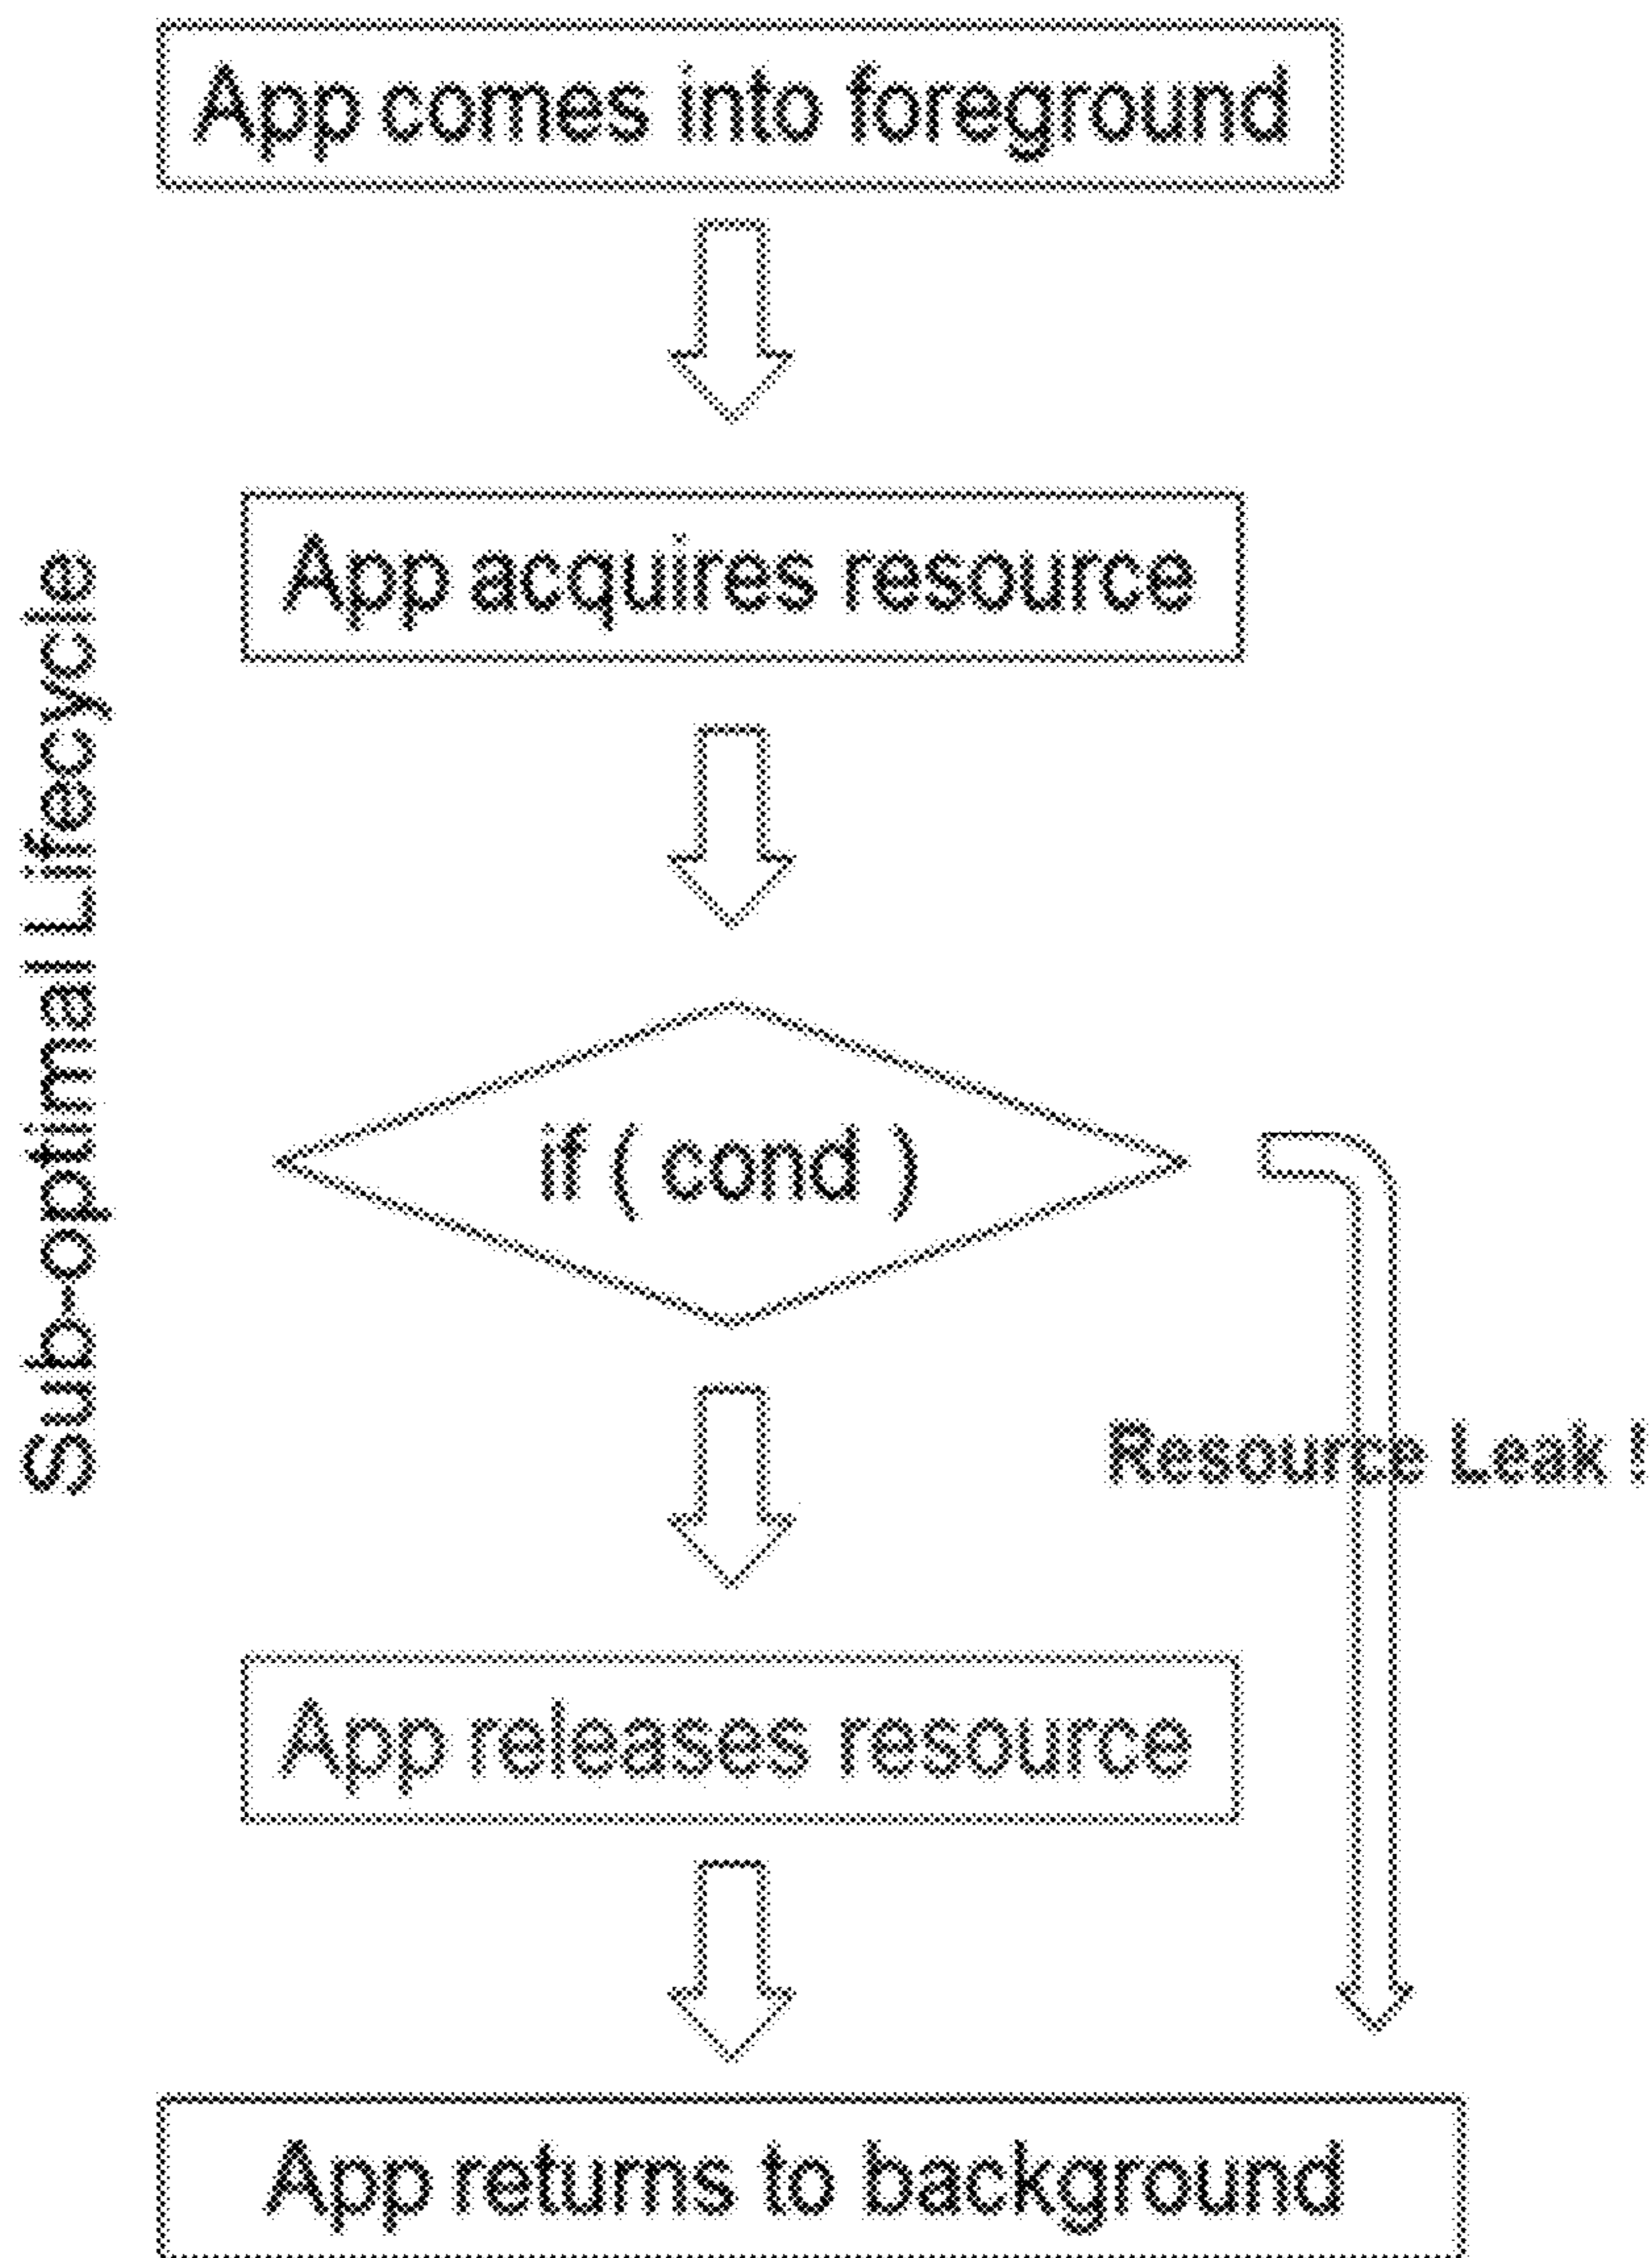 App comes into foreground
App acquires resource
Sub-optimal Lifecycle
if ( cond )
Resource Leak !
App releases resource
App returns to background